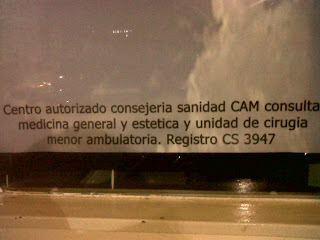 Centro autorizado consejeria sanidad CAM consulta
medicina general y estetica y unidad de cirugia
menor ambulatoria. Registro CS 3947